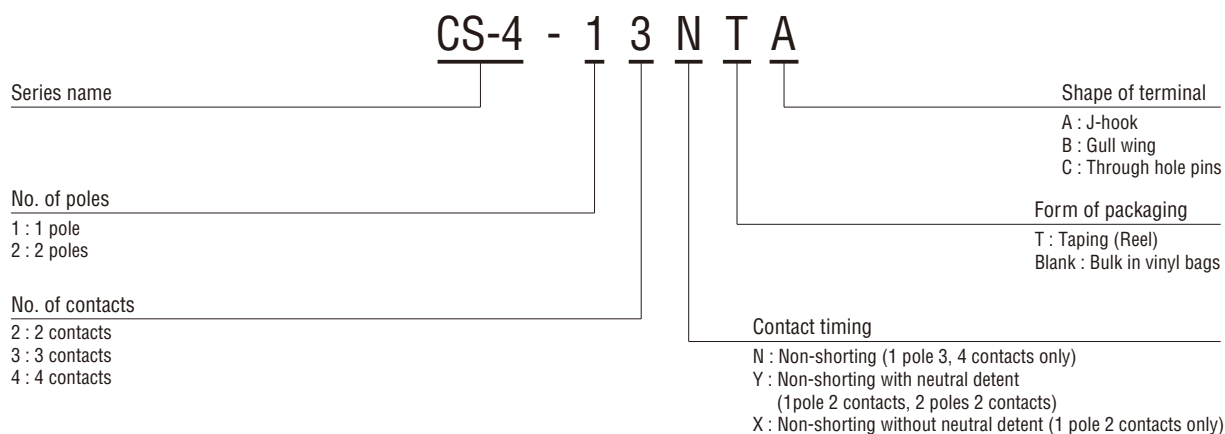 CS-4 - 1 3 N T A
Series name
No. of poles
1 : 1 pole
2 : 2 poles
No. of contacts
2 : 2 contacts
3 : 3 contacts
4 : 4 contacts
Shape of terminal
A : J-hook
B : Gull wing
C : Through hole pins
Form of packaging
T : Taping (Reel)
Blank : Bulk in vinyl bags
Contact timing
N : Non-shorting (1 pole 3, 4 contacts only)
Y : Non-shorting with neutral detent
(1pole 2 contacts, 2 poles 2 contacts)
X : Non-shorting without neutral detent (1 pole 2 contacts only)